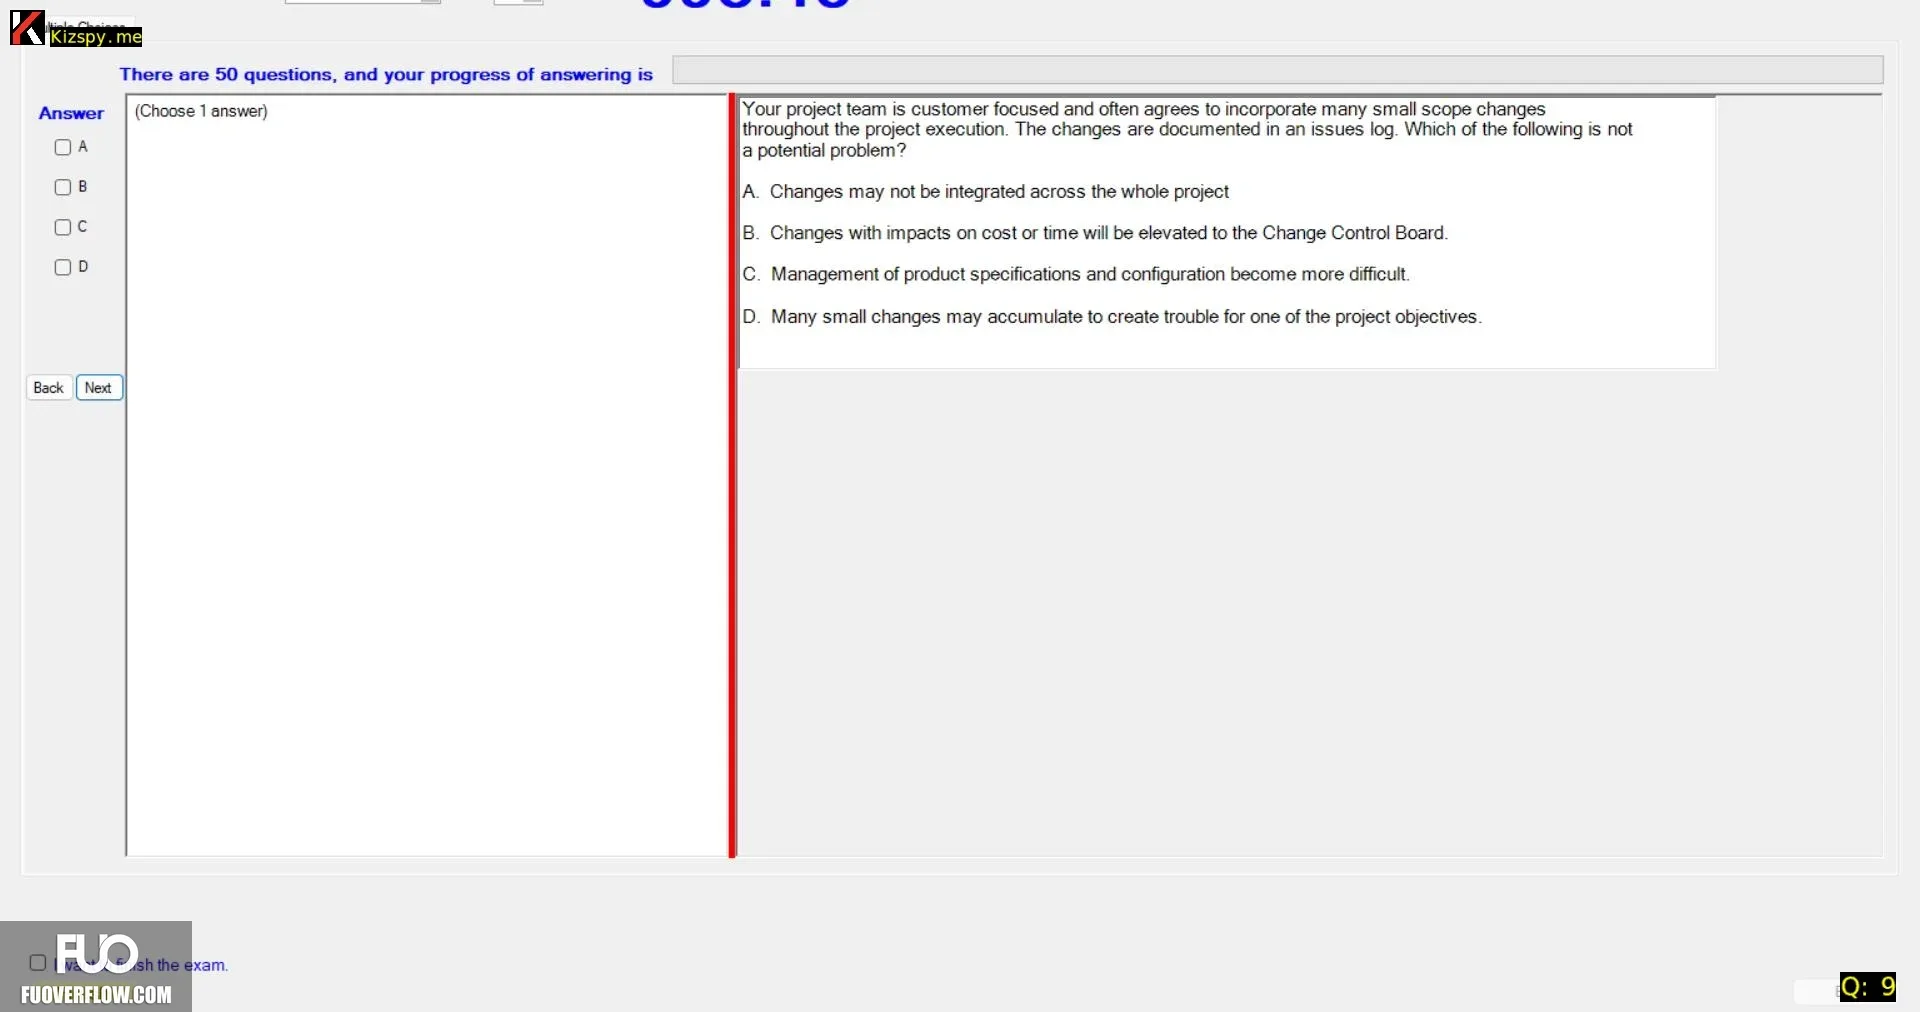 Kizspy.me
There are 50 questions, and your progress of answering is
Answer
(Choose 1 answer)
A
B
C
D
Back
Next
Your project team is customer focused and often agrees to incorporate many small scope changes
throughout the project execution. The changes are documented in an issues log. Which of the following is not
a potential problem?
A. Changes may not be integrated across the whole project
B. Changes with impacts on cost or time will be elevated to the Change Control Board.
C. Management of product specifications and configuration become more difficult.
D. Many small changes may accumulate to create trouble for one of the project objectives.
the exam.
FUO
FUOVERFLOW.COM
Q: 9